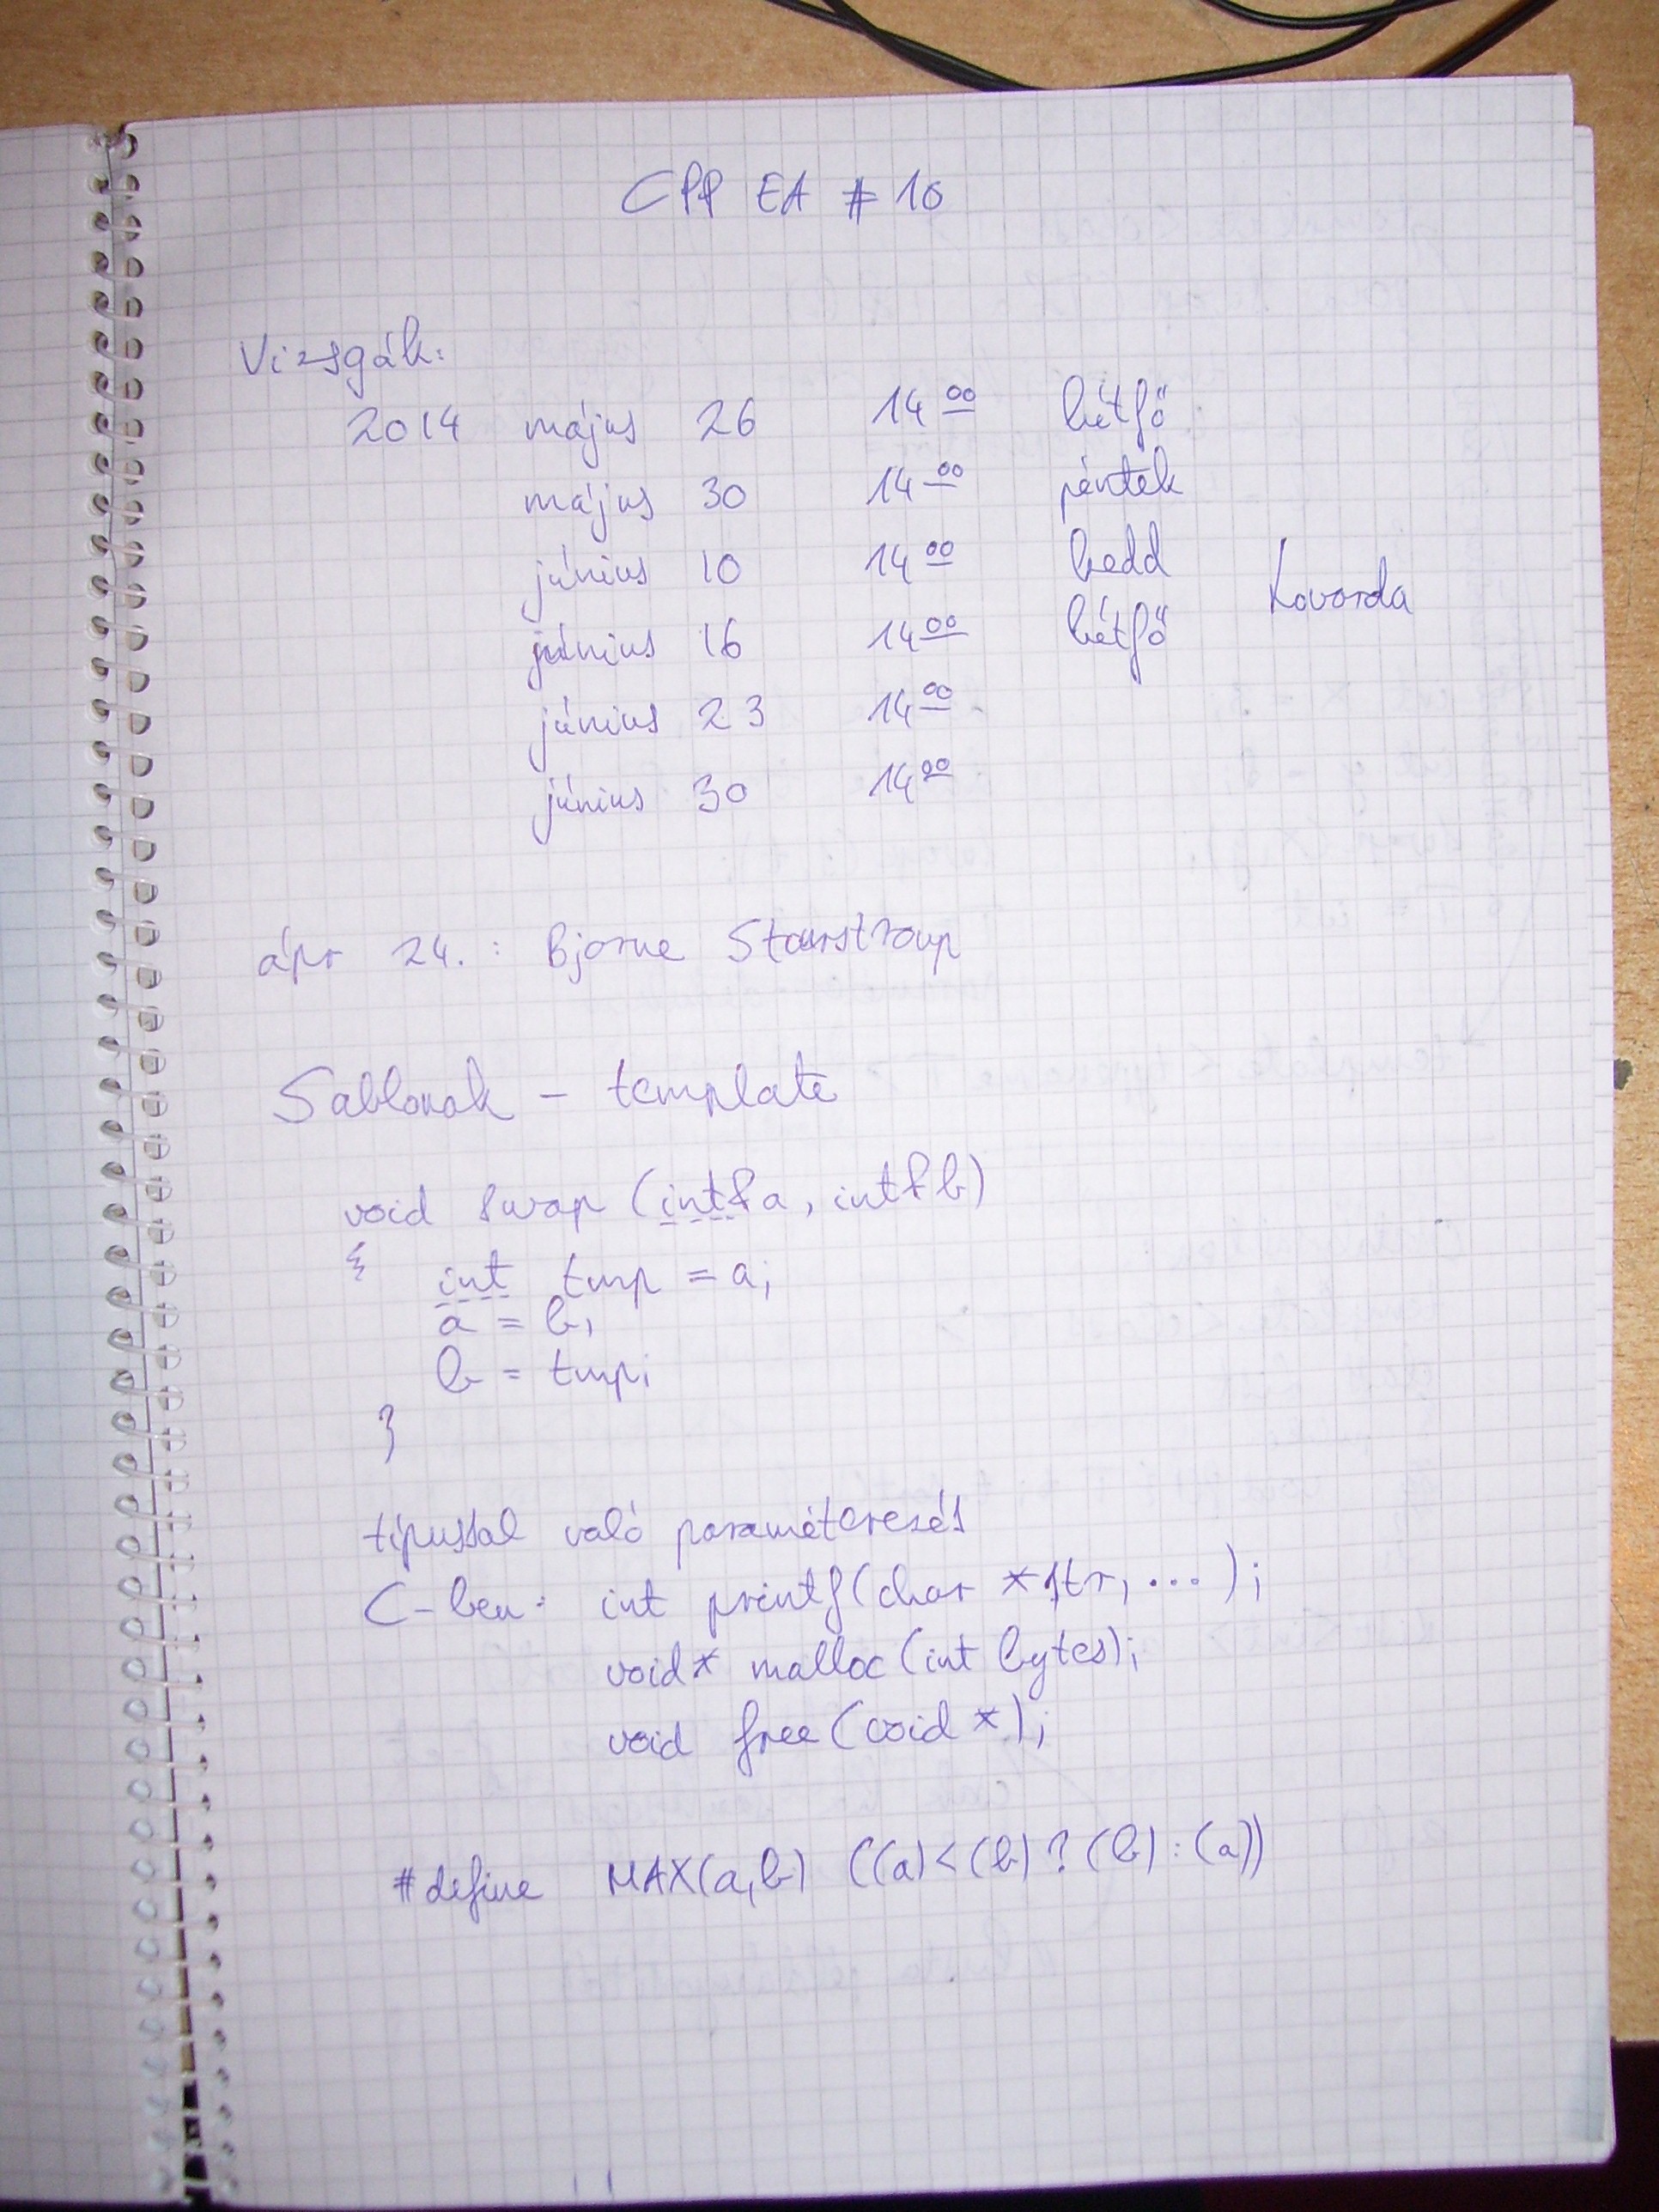 CPP EA # 10
Vizsgák:
2014 május 26 14 00 hétfő
május 30 14 00 péntek
június 10 14 00 kedd
Kovorda
június 16 14 00 hétfő
június 23 14 00
június 30 14 00
ápr 24. : Bjorne Stourstroup
Sablonok - template
void swap (int& a, int& b)
{ int tmp = a;
a = b;
b = tmp;
}
típussal való paraméterezés
C-ben: int printf(char *str, ...);
void* malloc (int bytes);
void free (void *);
#define MAX(a,b) ((a)<(b)?(b):(a))